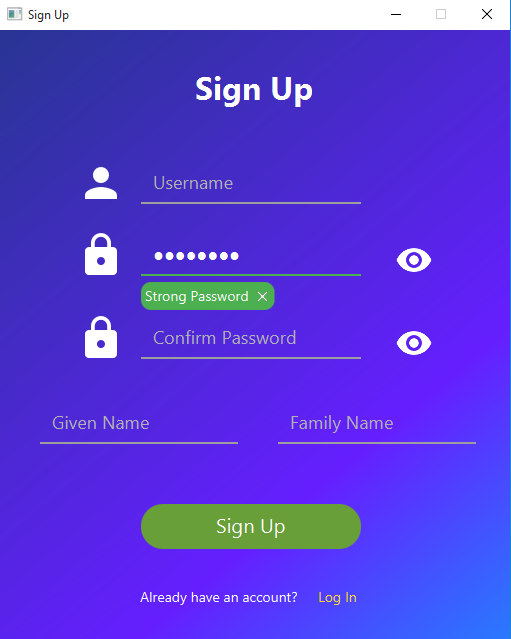 Sign Up
Sign Up
Username
••••••••
Strong Password ×
Confirm Password
Given Name
Family Name
Sign Up
Already have an account? Log In